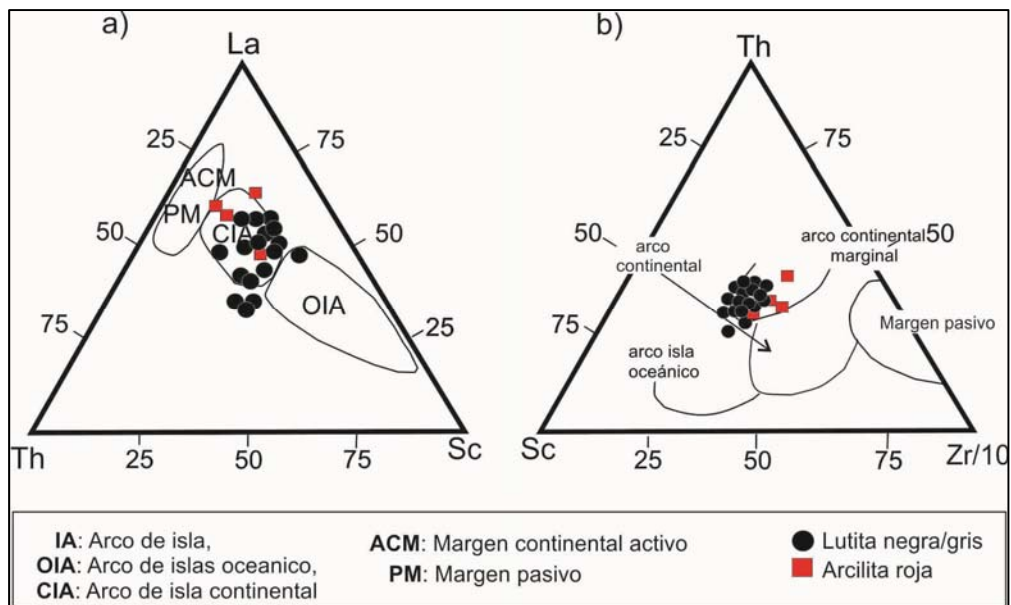 a)
La
25
75
ACM
PM
CIA
50
50
OIA
75
25
Th
25
50
75
Sc
b)
Th
25
75
50
50
arco
continental
arco continental
marginal
75
arco isla
oceánico
Margen pasivo
Sc
25
50
75
Zr/10
IA: Arco de isla,
OIA: Arco de islas oceanico,
CIA: Arco de isla continental
ACM: Margen continental activo
PM: Margen pasivo
Lutita negra/gris
Arcilita roja